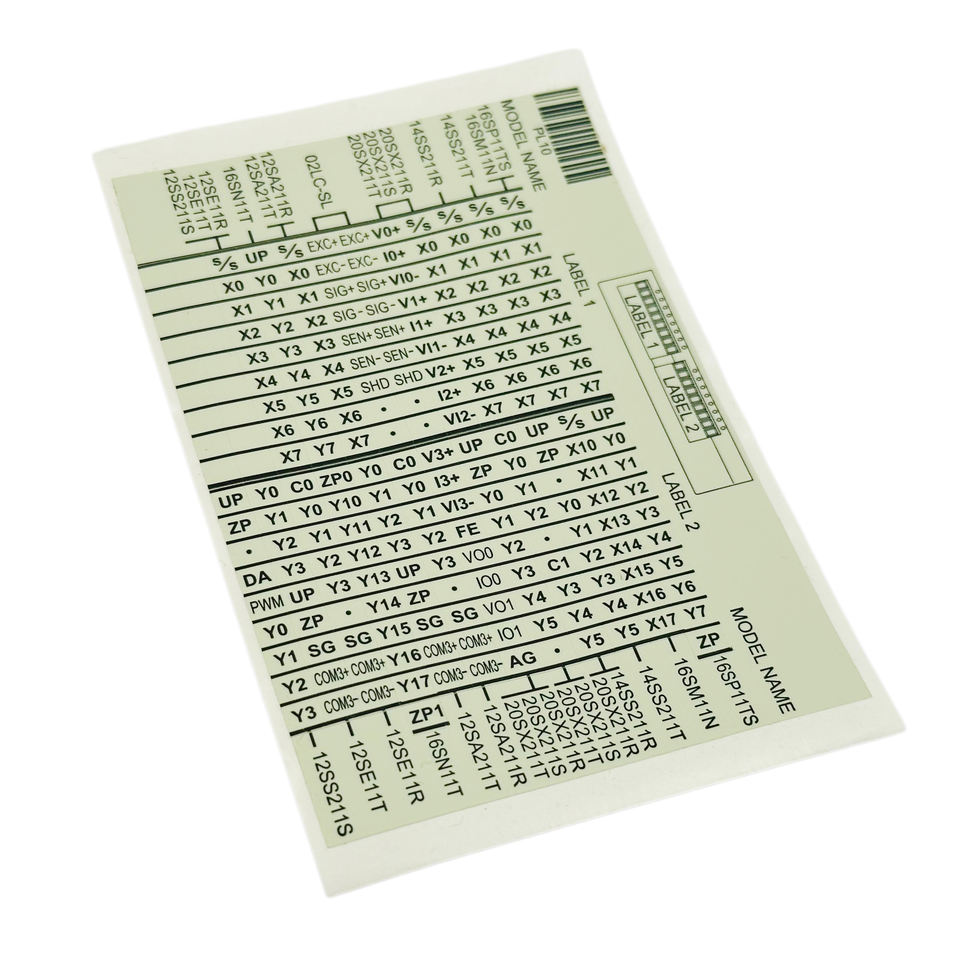 PL10
MODEL NAME
16SP11TS
16SM11N
14SS211T
14SS211R
20SX211R
20SX211S
20SX211T
02LC-SL
12SA211R
12SA211T
16SN11T
12SE11R
12SE11T
12SS211S
S/S UP S/S EXC+ EXC+ V0+ S/S S/S S/S S/S
X0 Y0 X0 EXC- EXC- I0+ X0 X0 X0 X0
X1 Y1 X1 SIG+ SIG+ VI0- X1 X1 X1 X1
X2 Y2 X2 SIG- SIG- V1+ X2 X2 X2 X2
X3 Y3 X3 SEN+ SEN+ I1+ X3 X3 X3 X3
X4 Y4 X4 SEN- SEN- VI1- X4 X4 X4 X4
X5 Y5 X5 SHD SHD V2+ X5 X5 X5 X5
X6 Y6 X6 • • I2+ X6 X6 X6 X6
X7 Y7 X7 • • VI2- X7 X7 X7 X7
LABEL 1
LABEL 1
LABEL 2
LABEL 2
UP Y0 C0 ZP0 Y0 C0 V3+ UP C0 UP S/S UP
ZP Y1 Y0 Y10 Y1 Y0 I3+ ZP Y0 ZP X10 Y0
• Y2 Y1 Y11 Y2 Y1 VI3- Y0 Y1 • X11 Y1
DA Y3 Y2 Y12 Y3 Y2 FE Y1 Y2 Y0 X12 Y2
PWM UP Y3 Y13 UP Y3 VO0 Y2 • Y1 X13 Y3
Y0 ZP • Y14 ZP • IO0 Y3 C1 Y2 X14 Y4
Y1 SG SG Y15 SG SG VO1 Y4 Y3 Y3 X15 Y5
Y2 COM3+ COM3+ Y16 COM3+ COM3+ IO1 Y5 Y4 Y4 X16 Y6
Y3 COM3- COM3- Y17 COM3- COM3- AG • Y5 Y5 X17 Y7
ZP1 ZP
MODEL NAME
16SP11TS
16SM11N
14SS211T
14SS211R
20SX211S
20SX211T
20SX211R
20SX211S
20SX211T
20SX211R
12SA211R
12SA211T
16SN11T
12SE11R
12SE11T
12SS211S